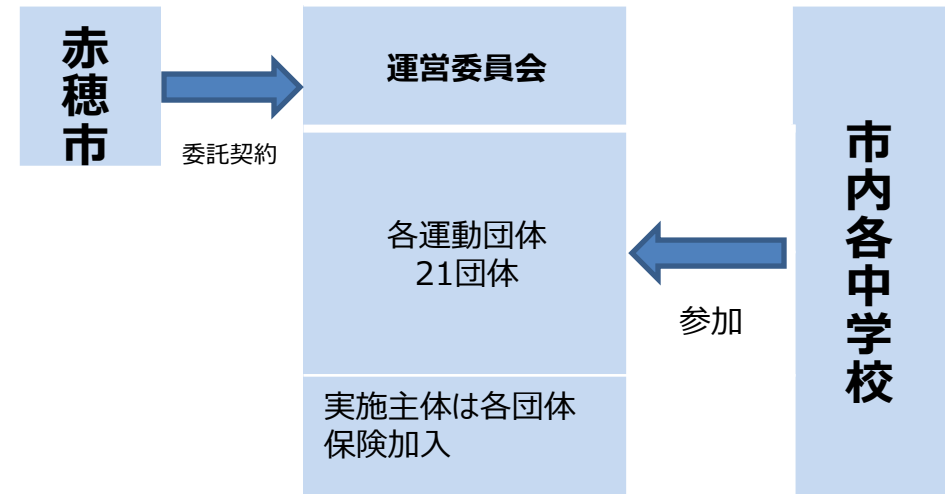 赤穂市
委託契約
運営委員会
各運動団体
21団体
実施主体は各団体
保険加入
参加
市内各中学校